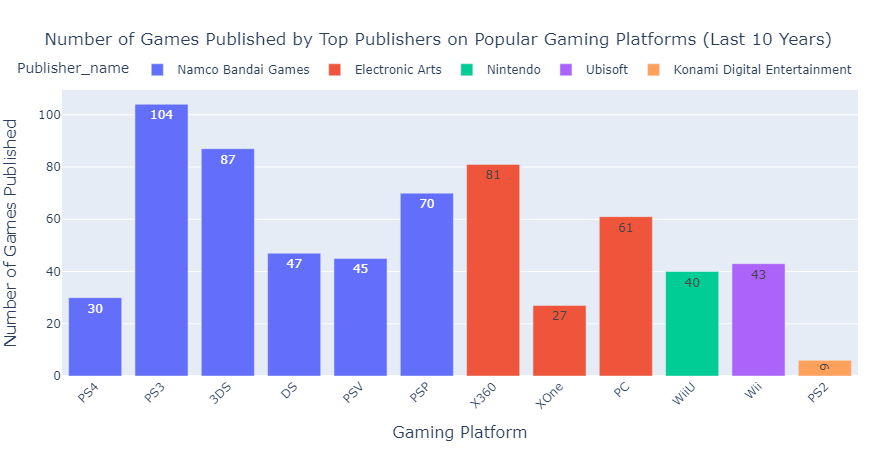 Number of Games Published by Top Publishers on Popular Gaming Platforms (Last 10 Years)
Publisher_name Namco Bandai Games Electronic Arts Nintendo Ubisoft Konami Digital Entertainment
Number of Games Published
100
80
60
40
20
0
30
104
87
47
45
70
81
27
61
40
43
6
PS4
PS3
3DS
DS
PSV
PSP
X360
XOne
PC
WiiU
Wii
PS2
Gaming Platform